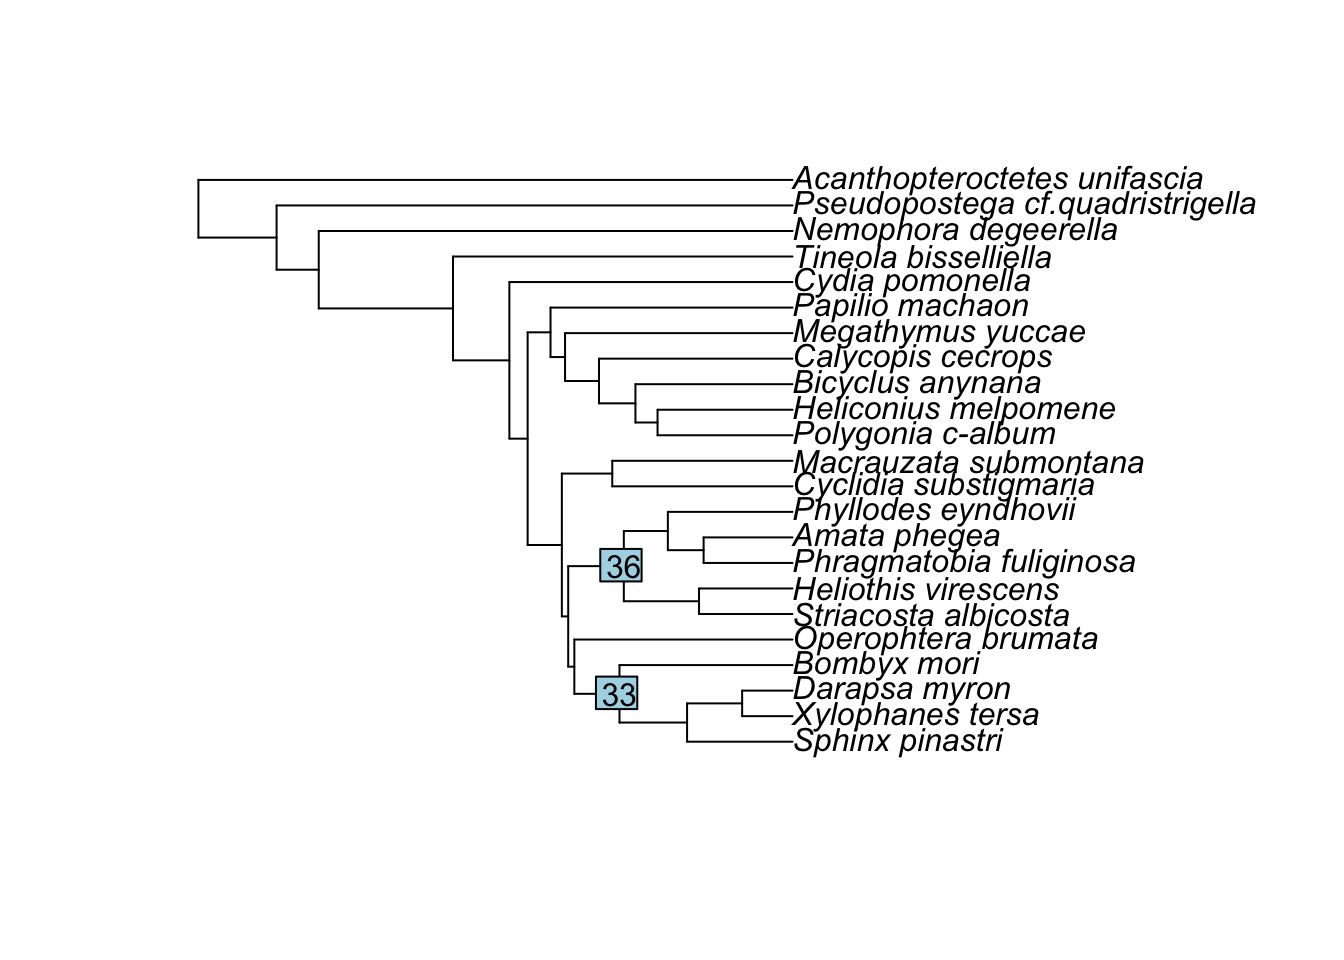 Acanthopteroctetes unifascia
Pseudopostega cf.quadristrigella
Nemophora degeerella
Tineola bisselliella
Cydia pomonella
Papilio machaon
Megathymus yuccae
Calycopis cecrops
Bicyclus anynana
Heliconius melpomene
Polygonia c-album
Macrauzata submontana
Cyclidia substigmaria
Phyllodes eyndhovii
Amata phegea
36
Phragmatobia fuliginosa
Heliothis virescens
Striacosta albicosta
Operophtera brumata
Bombyx mori
33
Darapsa myron
Xylophanes tersa
Sphinx pinastri